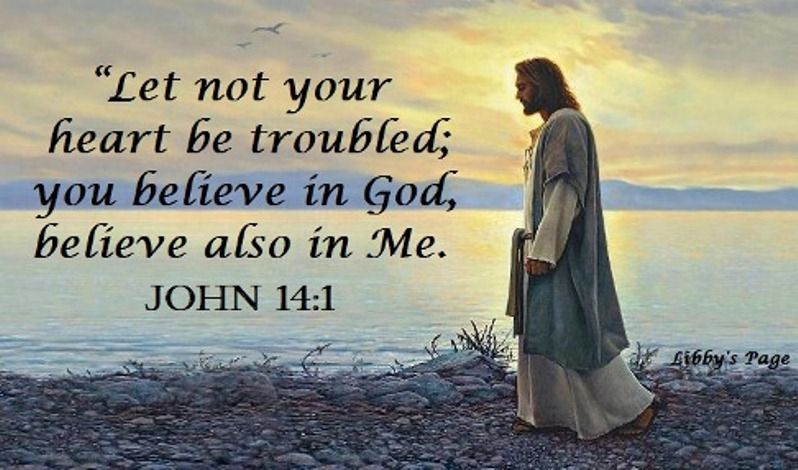 “Let not your
heart be troubled;
you believe in God,
believe also in Me.
JOHN 14:1
Libby's Page